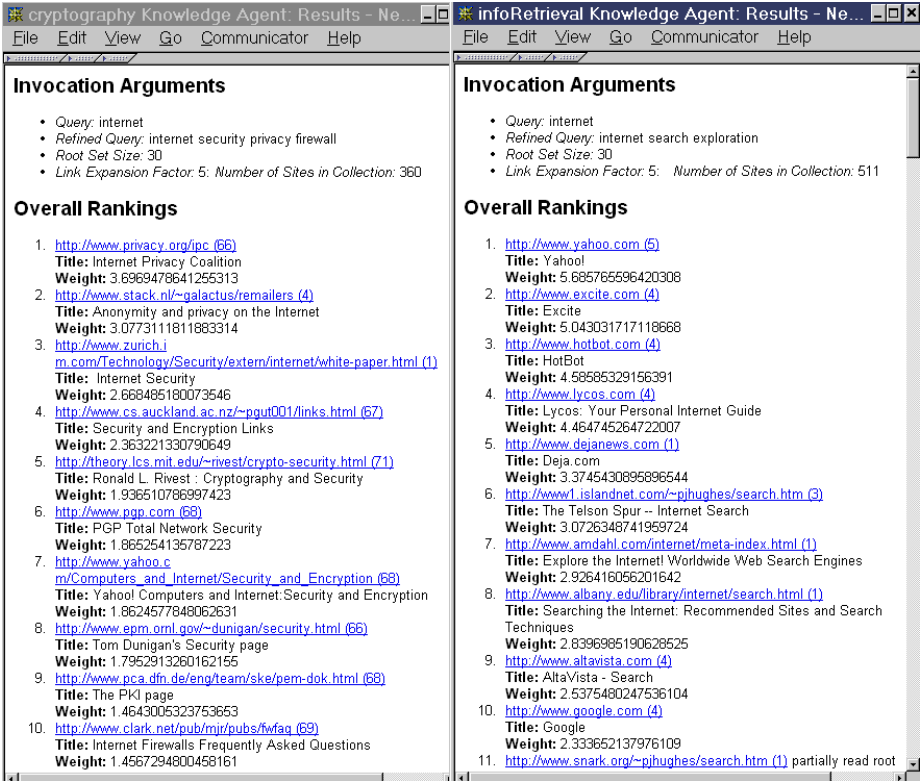 cryptography Knowledge Agent: Results - Ne...
File Edit View Go Communicator Help
Invocation Arguments
• Query: internet
• Refined Query: internet security privacy firewall
• Root Set Size: 30
• Link Expansion Factor: 5: Number of Sites in Collection: 360
Overall Rankings
1. http://www.privacy.org/ipc (66)
Title: Internet Privacy Coalition
Weight: 3.6969478641255313
2. http://www.stack.nl/~galactus/remailers (4)
Title: Anonymity and privacy on the Internet
Weight: 3.0773111811883314
3. http://www.zurich.i
m.com/Technology/Security/extern/internet/white-paper.html (1)
Title: Internet Security
Weight: 2.668485180073546
4. http://www.cs.auckland.ac.nz/~pgut001/links.html (67)
Title: Security and Encryption Links
Weight: 2.363221330790649
5. http://theory.lcs.mit.edu/~rivest/crypto-security.html (71)
Title: Ronald L. Rivest : Cryptography and Security
Weight: 1.936510786997423
6. http://www.pgp.com (68)
Title: PGP Total Network Security
Weight: 1.865254135787223
7. http://www.yahoo.c
m/Computers_and_Internet/Security_and_Encryption (68)
Title: Yahoo! Computers and Internet:Security and Encryption
Weight: 1.8624577848062631
8. http://www.epm.ornl.gov/~dunigan/security.html (66)
Title: Tom Dunigan's Security page
Weight: 1.7952913260162155
9. http://www.pca.dfn.de/eng/team/ske/pem-dok.html (68)
Title: The PKI page
Weight: 1.4643005323753653
10. http://www.clark.net/pub/mjr/pubs/fwfaq (69)
Title: Internet Firewalls Frequently Asked Questions
Weight: 1.4567294800458161
infoRetrieval Knowledge Agent: Results - Ne...
File Edit View Go Communicator Help
Invocation Arguments
• Query: internet
• Refined Query: internet search exploration
• Root Set Size: 30
• Link Expansion Factor: 5: Number of Sites in Collection: 511
Overall Rankings
1. http://www.yahoo.com (5)
Title: Yahoo!
Weight: 5.685765596420308
2. http://www.excite.com (4)
Title: Excite
Weight: 5.043031717118668
3. http://www.hotbot.com (4)
Title: HotBot
Weight: 4.58585329156391
4. http://www.lycos.com (4)
Title: Lycos: Your Personal Internet Guide
Weight: 4.464745264722007
5. http://www.dejanews.com (1)
Title: Deja.com
Weight: 3.3745430895896544
6. http://www1.islandnet.com/~pjhughes/search.htm (3)
Title: The Telson Spur -- Internet Search
Weight: 3.0726348741959724
7. http://www.amdahl.com/internet/meta-index.html (1)
Title: Explore the Internet! Worldwide Web Search Engines
Weight: 2.926416056201642
8. http://www.albany.edu/library/internet/search.html (1)
Title: Searching the Internet: Recommended Sites and Search
Techniques
Weight: 2.8396985190628525
9. http://www.altavista.com (4)
Title: AltaVista - Search
Weight: 2.5375480247536104
10. http://www.google.com (4)
Title: Google
Weight: 2.333652137976109
11. http://www.snark.org/~pjhughes/search.htm (1) partially read root